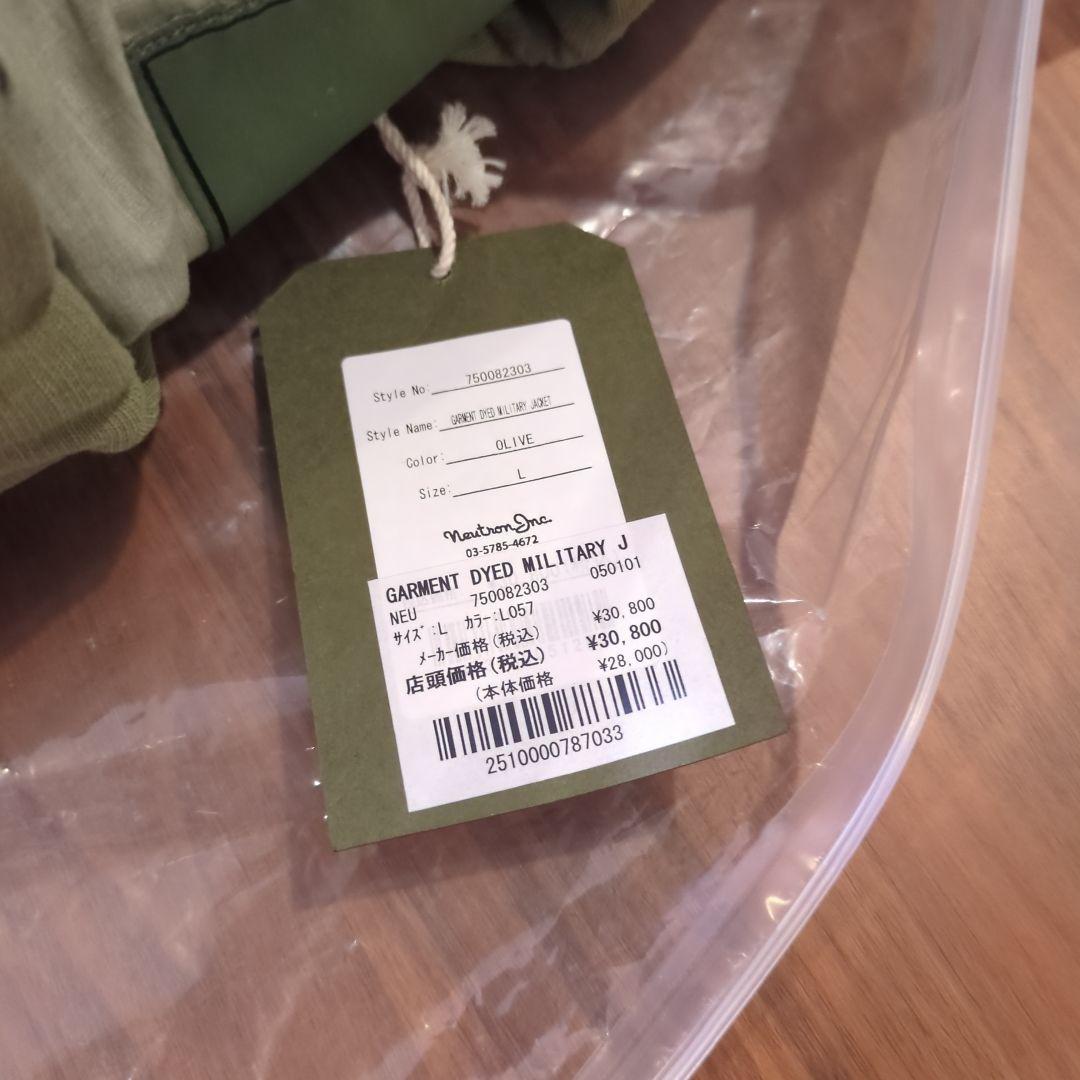 Style No: 750082303
Style Name: GARMENT DYED MILITARY JACKET
Color: OLIVE
Size: L
Neutron Inc.
03-5785-4672
GARMENT DYED MILITARY J
NEU 750082303 050101
サイズ:L カラー:L057
メーカー価格(税込) ¥30,800
店頭価格(税込) ¥30,800
(本体価格 ¥28,000)
2510000787033